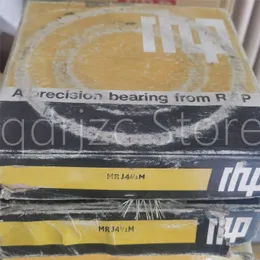 rhp
A precision bearing from RHP
qdrjzc Store
MRJ4½M
rhp
MRJ4½M
rhp